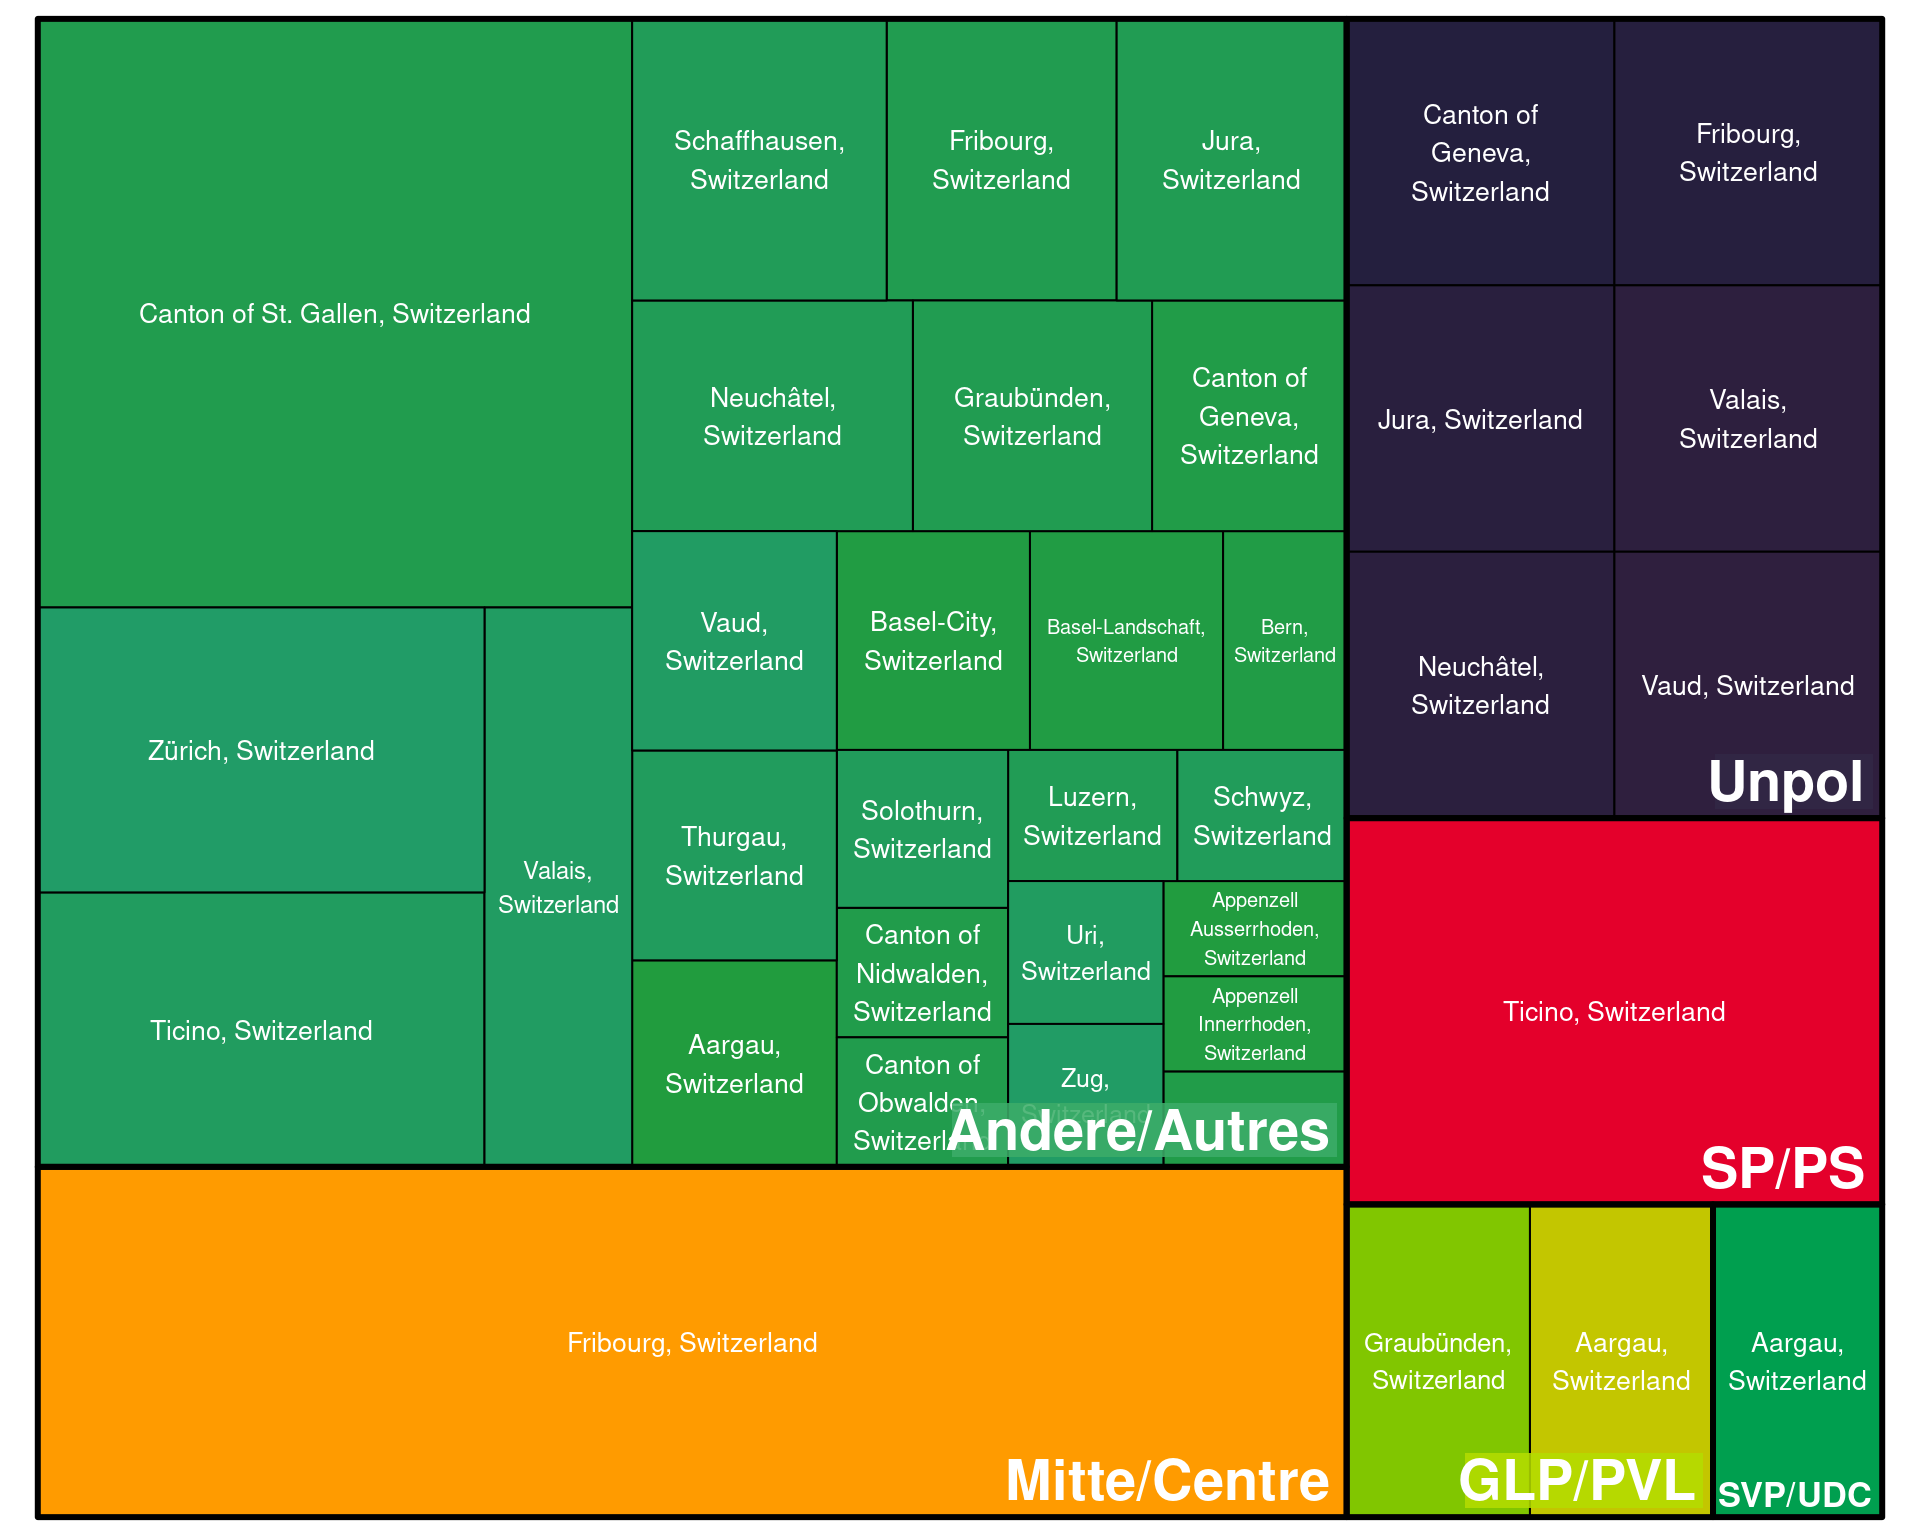 Canton of St. Gallen, Switzerland
Schaffhausen,
Switzerland
Fribourg,
Switzerland
Jura,
Switzerland
Neuchâtel,
Switzerland
Graubünden,
Switzerland
Canton of
Geneva,
Switzerland
Zürich, Switzerland
Ticino, Switzerland
Valais,
Switzerland
Vaud,
Switzerland
Basel-City,
Switzerland
Basel-Landschaft,
Switzerland
Bern,
Switzerland
Thurgau,
Switzerland
Aargau,
Switzerland
Solothurn,
Switzerland
Canton of
Nidwalden,
Switzerland
Canton of
Obwalden,
Switzerland
Luzern,
Switzerland
Schwyz,
Switzerland
Uri,
Switzerland
Zug,
Switzerland
Appenzell
Ausserrhoden,
Switzerland
Appenzell
Innerrhoden,
Switzerland
Andere/Autres
Fribourg, Switzerland
Mitte/Centre
Canton of
Geneva,
Switzerland
Fribourg,
Switzerland
Jura, Switzerland
Valais,
Switzerland
Neuchâtel,
Switzerland
Vaud, Switzerland
Unpol
Ticino, Switzerland
SP/PS
Graubünden,
Switzerland
Aargau,
Switzerland
GLP/PVL
Aargau,
Switzerland
SVP/UDC